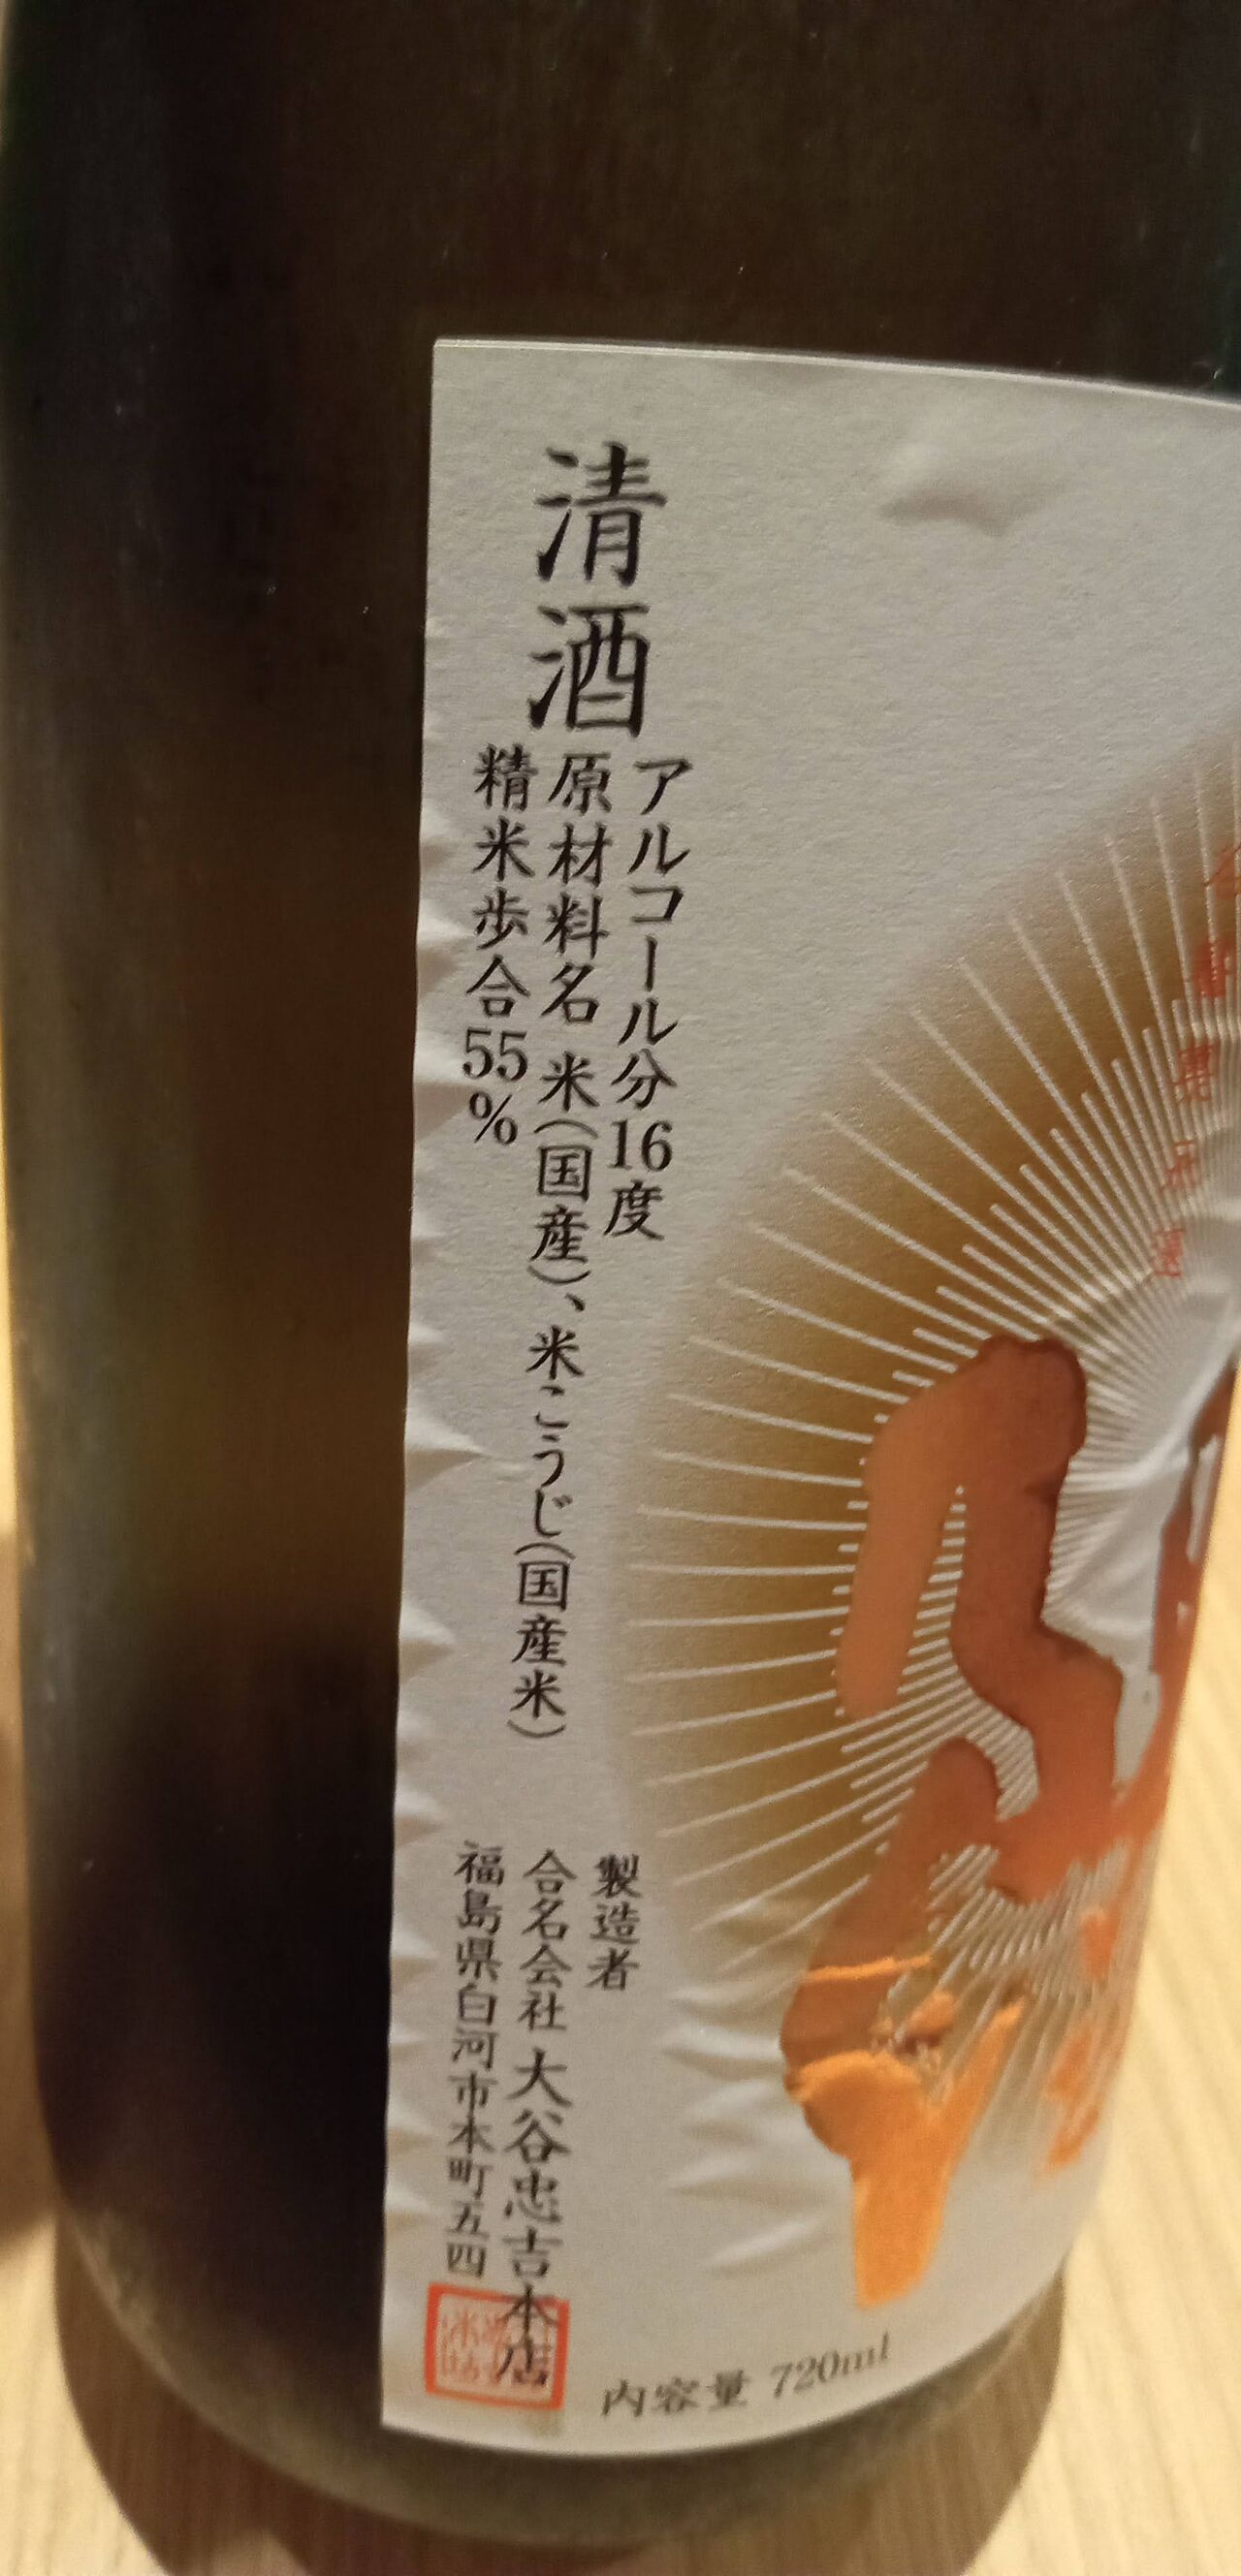 清酒
アルコール分16度
原材料名 米(国産)、米こうじ(国産米)
精米歩合55%
製造者
合名会社 大谷忠吉本店
福島県白河市本町五四
内容量 720ml